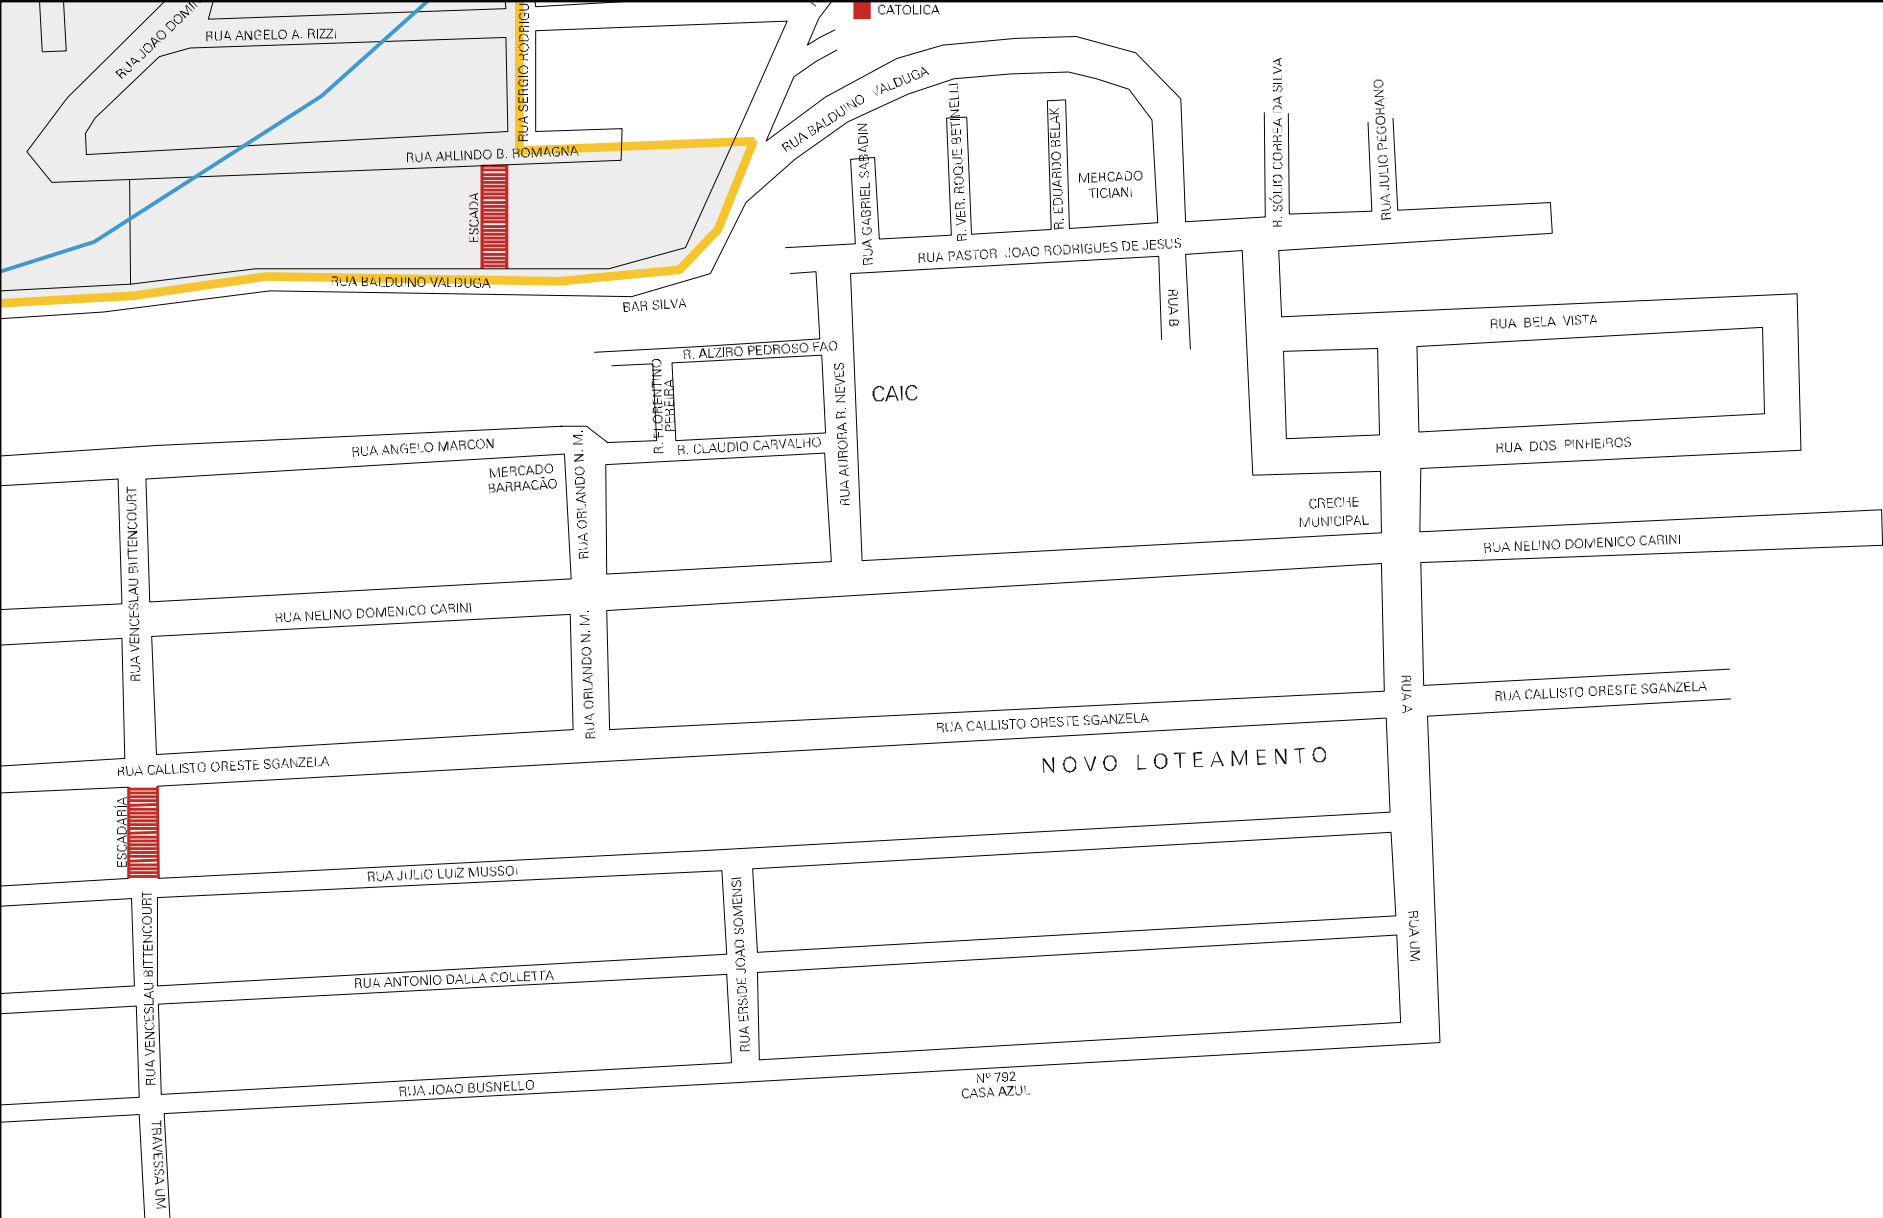 CATÓLICA
RUA JOAO DOMIN
RUA ANGELO A. RIZZI
RUA SERGIO RODRIGU
RUA ARLINDO B. ROMAGNA
ESCADA
RUA BALDUINO VALDUGA
RUA BALDUINO VALDUGA
BAR SILVA
RUA GABRIEL SABADIN
R. VER. ROQUE BETINELLI
R. EDUARDO BELAK
MERCADO
TICIANI
R. SÓLIO CORREA DA SILVA
RUA JULIO PEGORARO
RUA PASTOR JOAO RODRIGUES DE JESUS
RUA B
RUA BELA VISTA
R. ALZIRO PEDROSO FAO
R. FLORENTINO
PEREIRA
RUA AURORA R. NEVES
CAIC
R. CLAUDIO CARVALHO
RUA ANGELO MARCON
MERCADO
BARRACÃO
RUA ORLANDO N. M.
RUA DOS PINHEIROS
CRECHE
MUNICIPAL
RUA VENCESLAU BITTENCOURT
RUA NELINO DOMENICO CARINI
RUA NELINO DOMENICO CARINI
RUA ORLANDO N. M.
RUA A
RUA CALLISTO ORESTE SGANZELA
RUA CALLISTO ORESTE SGANZELA
RUA CALLISTO ORESTE SGANZELA
NOVO LOTEAMENTO
ESCADARÍA
RUA JULIO LUIZ MUSSOI
RUA VENCESLAU BITTENCOURT
RUA ERSIDE JOAO SOMENSI
RUA UM
RUA ANTONIO DALLA COLLETTA
RUA JOAO BUSNELLO
Nº 792
CASA AZUL
TRAVESSA UM